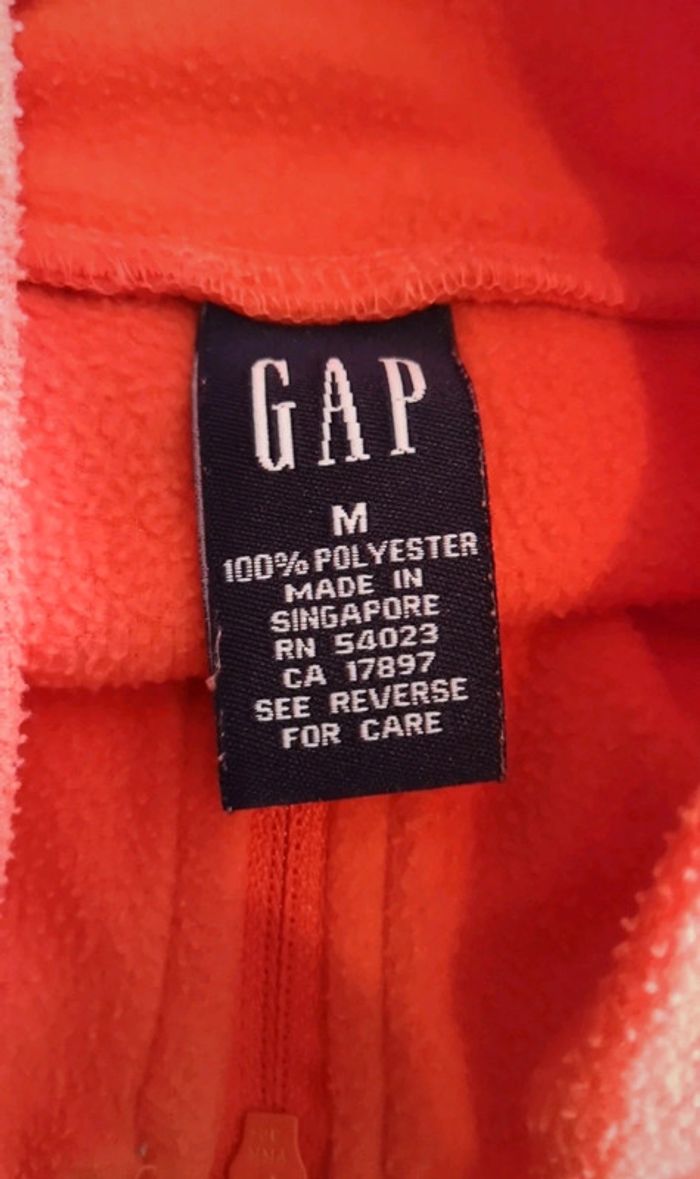 GAP
M
100% POLYESTER
MADE IN
SINGAPORE
RN 54023
CA 17897
SEE REVERSE
FOR CARE